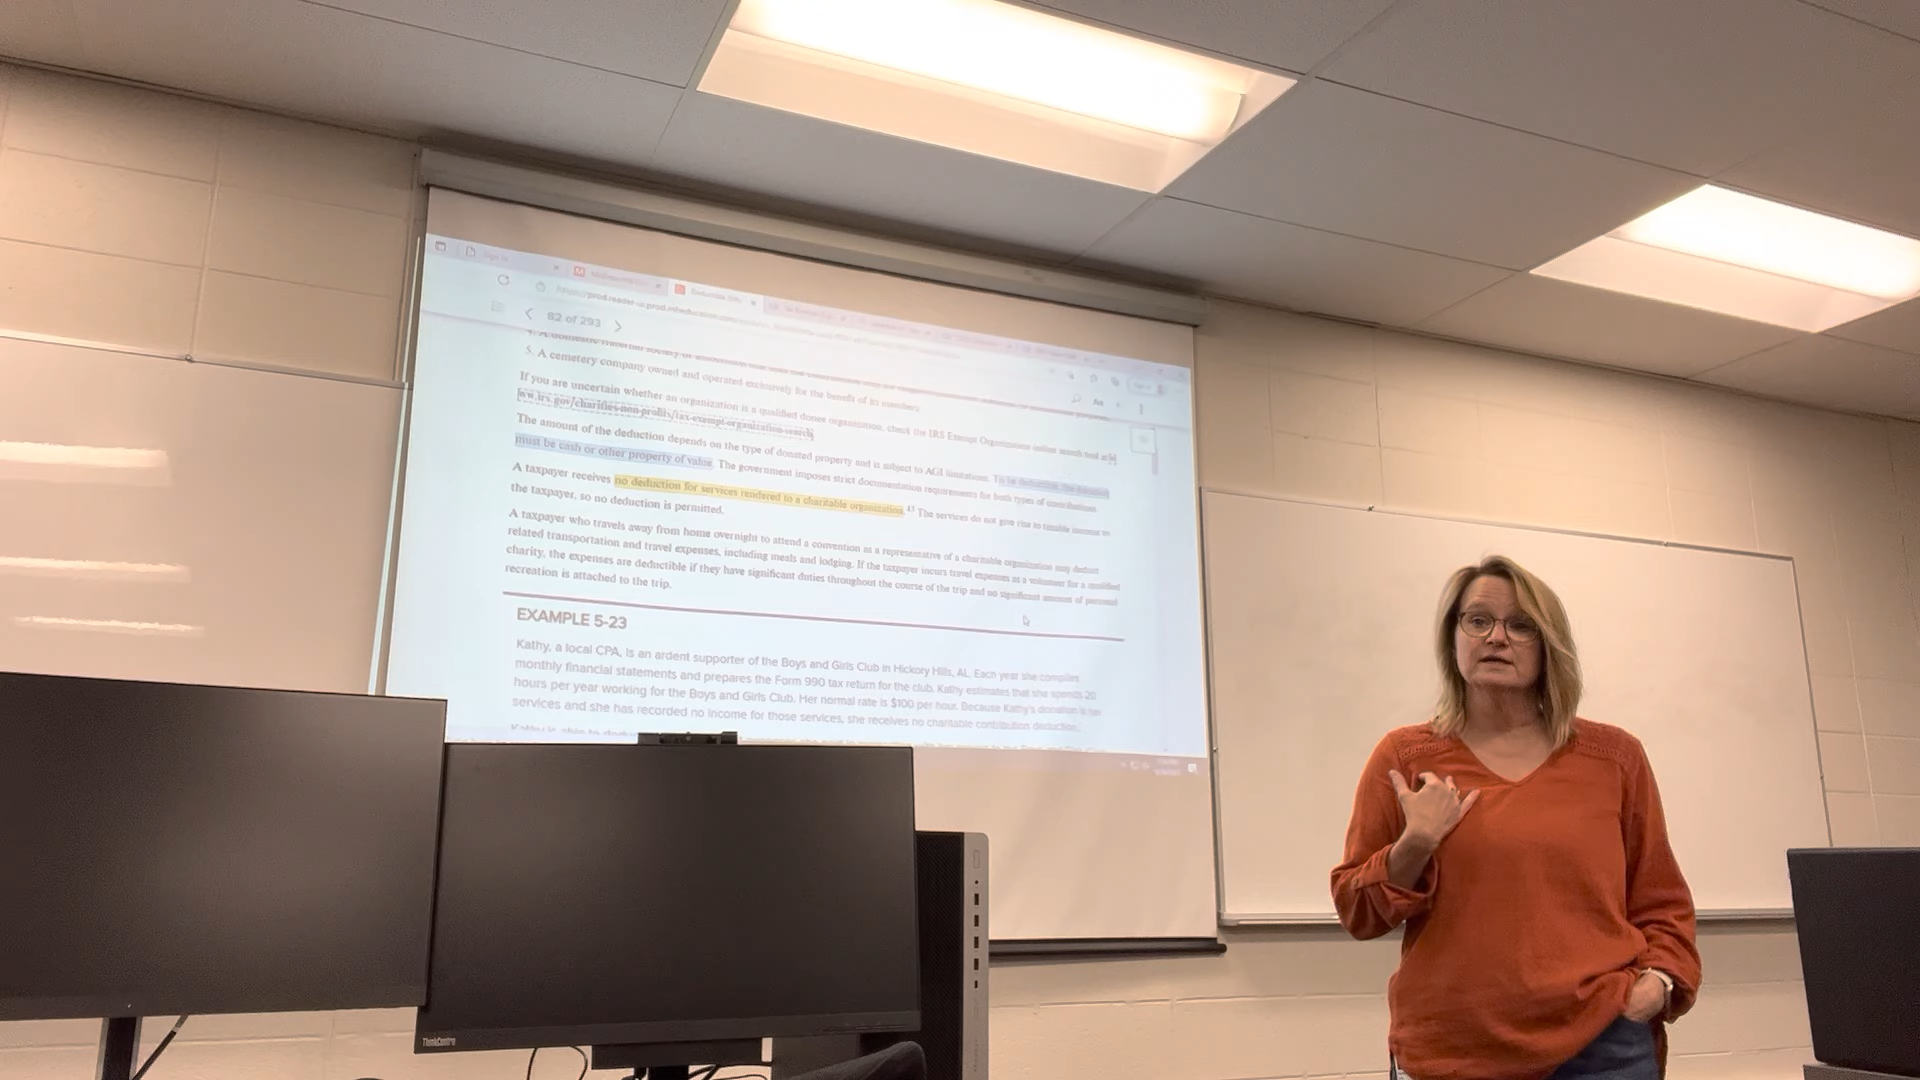 Sign in
82 of 293
5. A cemetery company owned and operated exclusively for the benefit of its members.
If you are uncertain whether an organization is a qualified donee organization, check the IRS Exempt Organizations online search tool at
ww.irs.gov/charities-non-profits/tax-exempt-organization-search
The amount of the deduction depends on the type of donated property and is subject to AGI limitations. To be deductible, the donation
must be cash or other property of value. The government imposes strict documentation requirements for both types of contributions.
A taxpayer receives no deduction for services rendered to a charitable organization. 45 The services do not give rise to taxable income to
the taxpayer, so no deduction is permitted.
A taxpayer who travels away from home overnight to attend a convention as a representative of a charitable organization may deduct
related transportation and travel expenses, including meals and lodging. If the taxpayer incurs travel expenses as a volunteer for a qualified
charity, the expenses are deductible if they have significant duties throughout the course of the trip and no significant amount of personal
recreation is attached to the trip.
EXAMPLE 5-23
Kathy, a local CPA, is an ardent supporter of the Boys and Girls Club in Hickory Hills, AL. Each year she compiles
monthly financial statements and prepares the Form 990 tax return for the club. Kathy estimates that she spends 20
hours per year working for the Boys and Girls Club. Her normal rate is $100 per hour. Because Kathy's donation is her
services and she has recorded no income for those services, she receives no charitable contribution deduction.
ThinkCentre